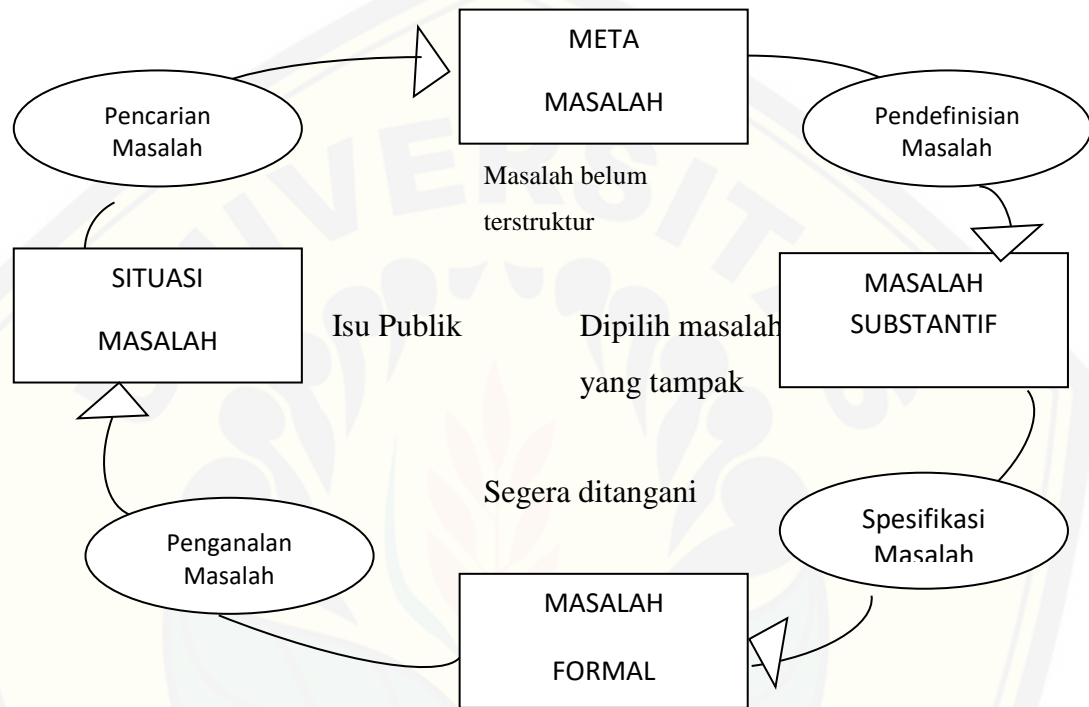 META
MASALAH
Pencarian
Masalah
Pendefinisian
Masalah
Masalah belum
terstruktur
SITUASI
MASALAH
Isu Publik
Dipilih masalah
yang tampak
MASALAH
SUBSTANTIF
Segera ditangani
Spesifikasi
Masalah
Penganalan
Masalah
MASALAH
FORMAL